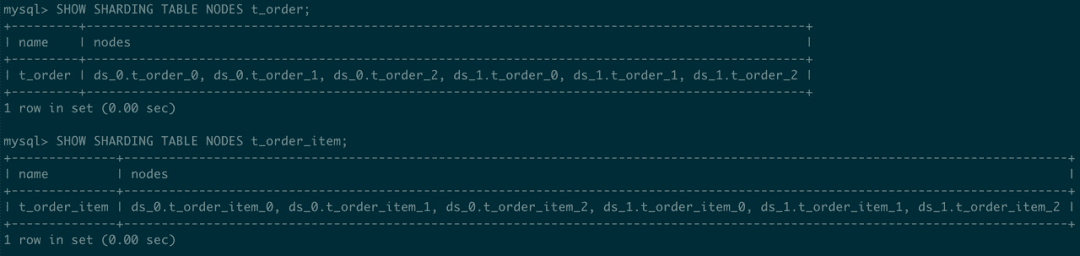 mysql> SHOW SHARDING TABLE NODES t_order;
+---------+-----------------------------------------------------------------------------------------+
| name    | nodes                                                                                   |
+---------+-----------------------------------------------------------------------------------------+
| t_order | ds_0.t_order_0, ds_0.t_order_1, ds_0.t_order_2, ds_1.t_order_0, ds_1.t_order_1, ds_1.t_order_2 |
+---------+-----------------------------------------------------------------------------------------+
1 row in set (0.00 sec)
mysql> SHOW SHARDING TABLE NODES t_order_item;
+--------------+----------------------------------------------------------------------------------------------------------------------------+
| name         | nodes                                                                                                                      |
+--------------+----------------------------------------------------------------------------------------------------------------------------+
| t_order_item | ds_0.t_order_item_0, ds_0.t_order_item_1, ds_0.t_order_item_2, ds_1.t_order_item_0, ds_1.t_order_item_1, ds_1.t_order_item_2 |
+--------------+----------------------------------------------------------------------------------------------------------------------------+
1 row in set (0.00 sec)